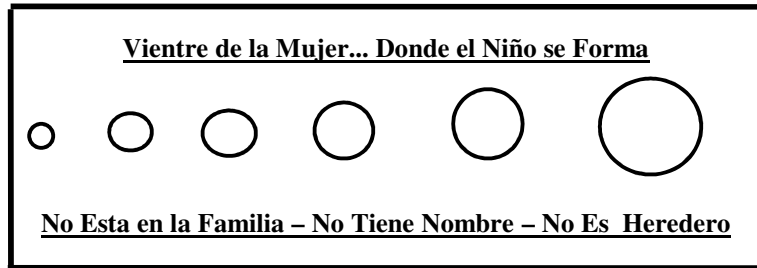 Vientre de la Mujer... Donde el Niño se Forma
No Esta en la Familia – No Tiene Nombre – No Es Heredero